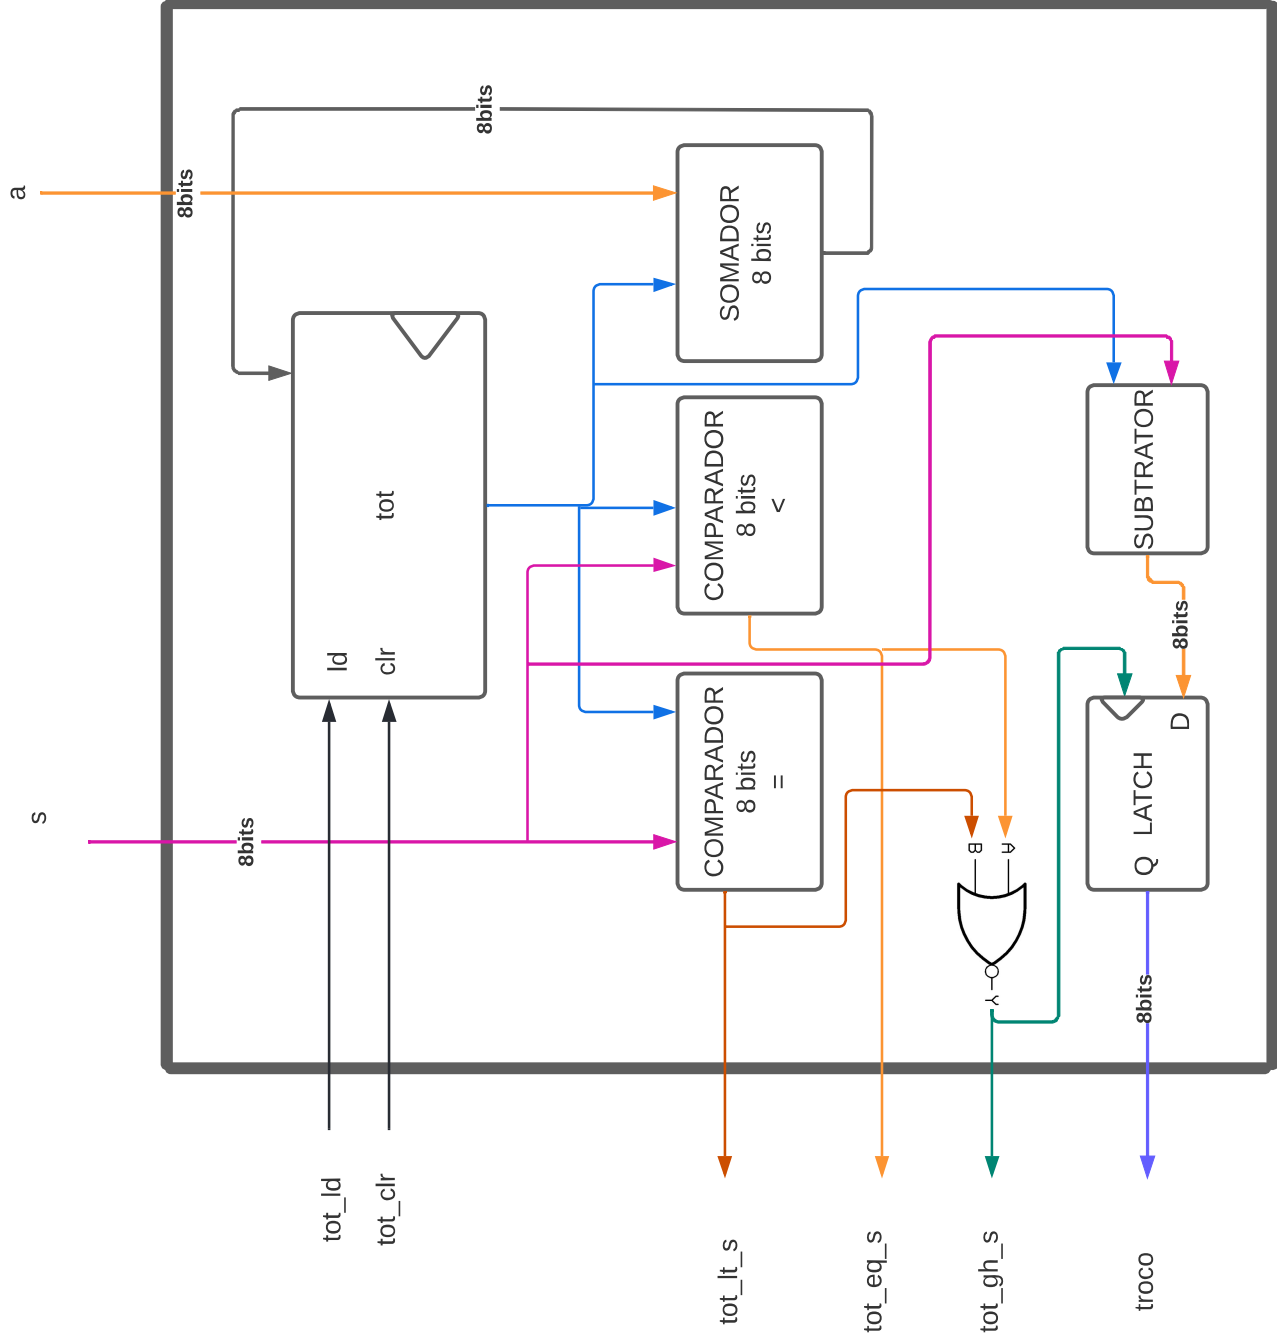 a
s
8bits
8bits
tot_ld
tot_clr
ld
clr
tot
8bits
COMPARADOR
8 bits
=
COMPARADOR
8 bits
<
SOMADOR
8 bits
tot_lt_s
tot_eq_s
tot_gh_s
B
A
Y
troco
8bits
Q LATCH
D
8bits
SUBTRATOR